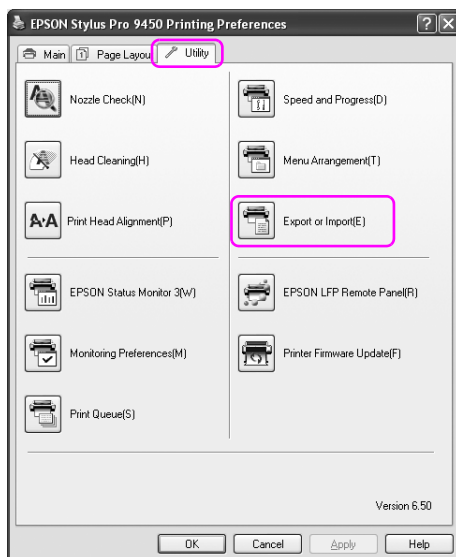 EPSON Stylus Pro 9450 Printing Preferences
Main
1 Page Layou
Utility
Nozzle Check(N)
Speed and Progress(D)
Head Cleaning(H)
Menu Arrangement(T)
A·A Print Head Alignment(P)
Export or Import(E)
EPSON Status Monitor 3(W)
EPSON LFP Remote Panel(R)
Monitoring Preferences(M)
Printer Firmware Update(F)
Print Queue(S)
Version 6.50
OK
Cancel
Apply
Help